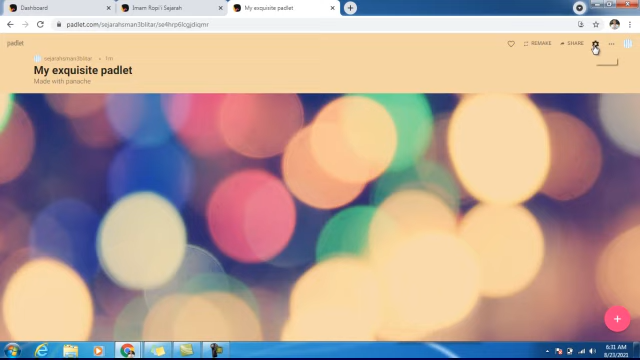 Dashboard
Imam Ropi'i Sejarah
My exquisite padlet
padlet.com/sejarahsman3blitar/se4hrp6logjdiqmr
padlet
REMAKE
SHARE
sejarahsman3blitar • 1m
My exquisite padlet
Made with panache
6:31 AM
8/23/2021